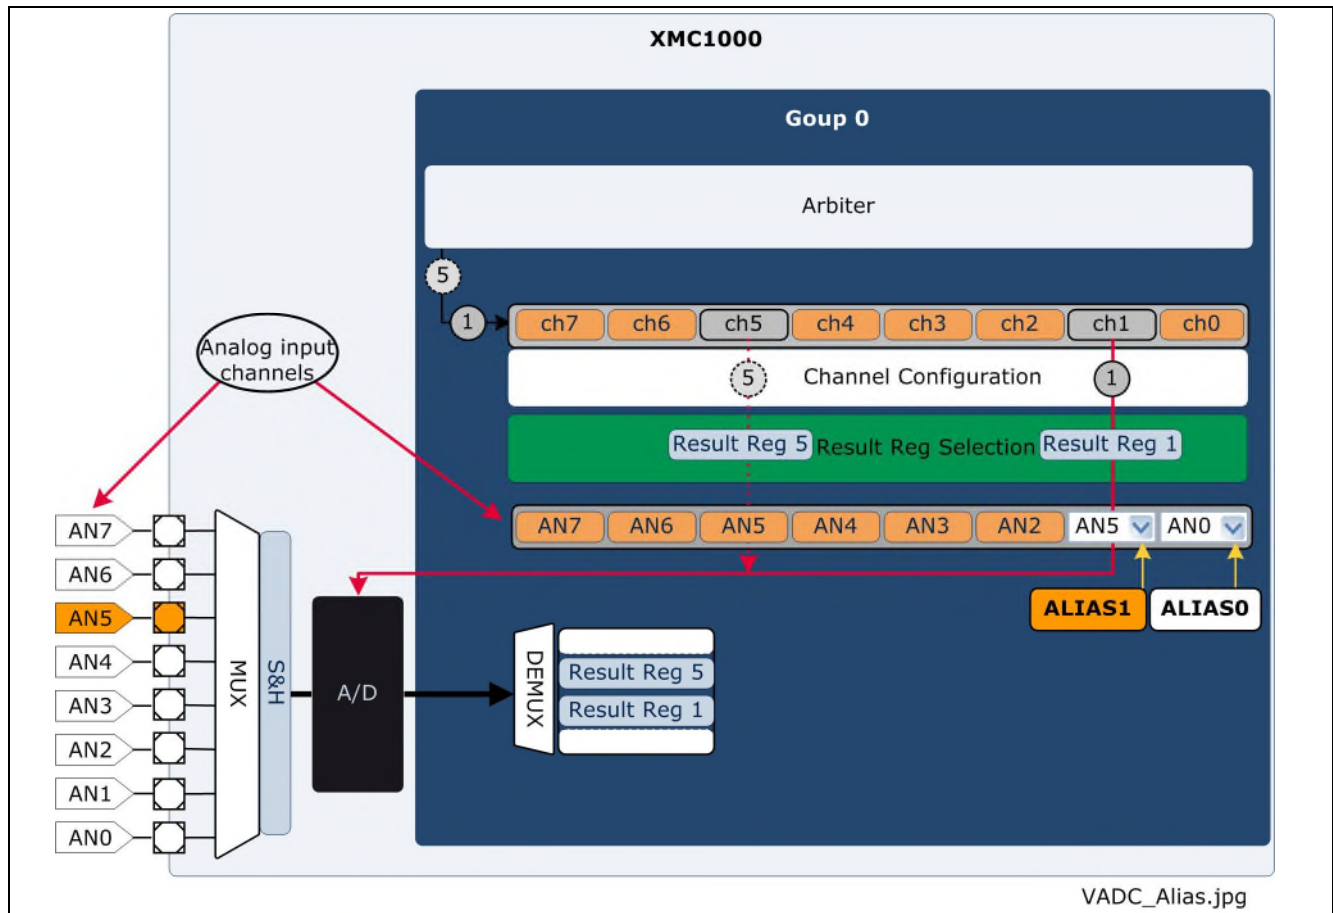 XMC1000
Goup 0
Arbiter
5
1
ch7 ch6 ch5 ch4 ch3 ch2 ch1 ch0
Analog input
channels
5 Channel Configuration 1
Result Reg 5 Result Reg Selection Result Reg 1
AN7 AN6 AN5 AN4 AN3 AN2 AN5 AN0
ALIAS1 ALIAS0
AN7
AN6
AN5
AN4
AN3
AN2
AN1
AN0
MUX
S&H
A/D
DEMUX
Result Reg 5
Result Reg 1
VADC_Alias.jpg